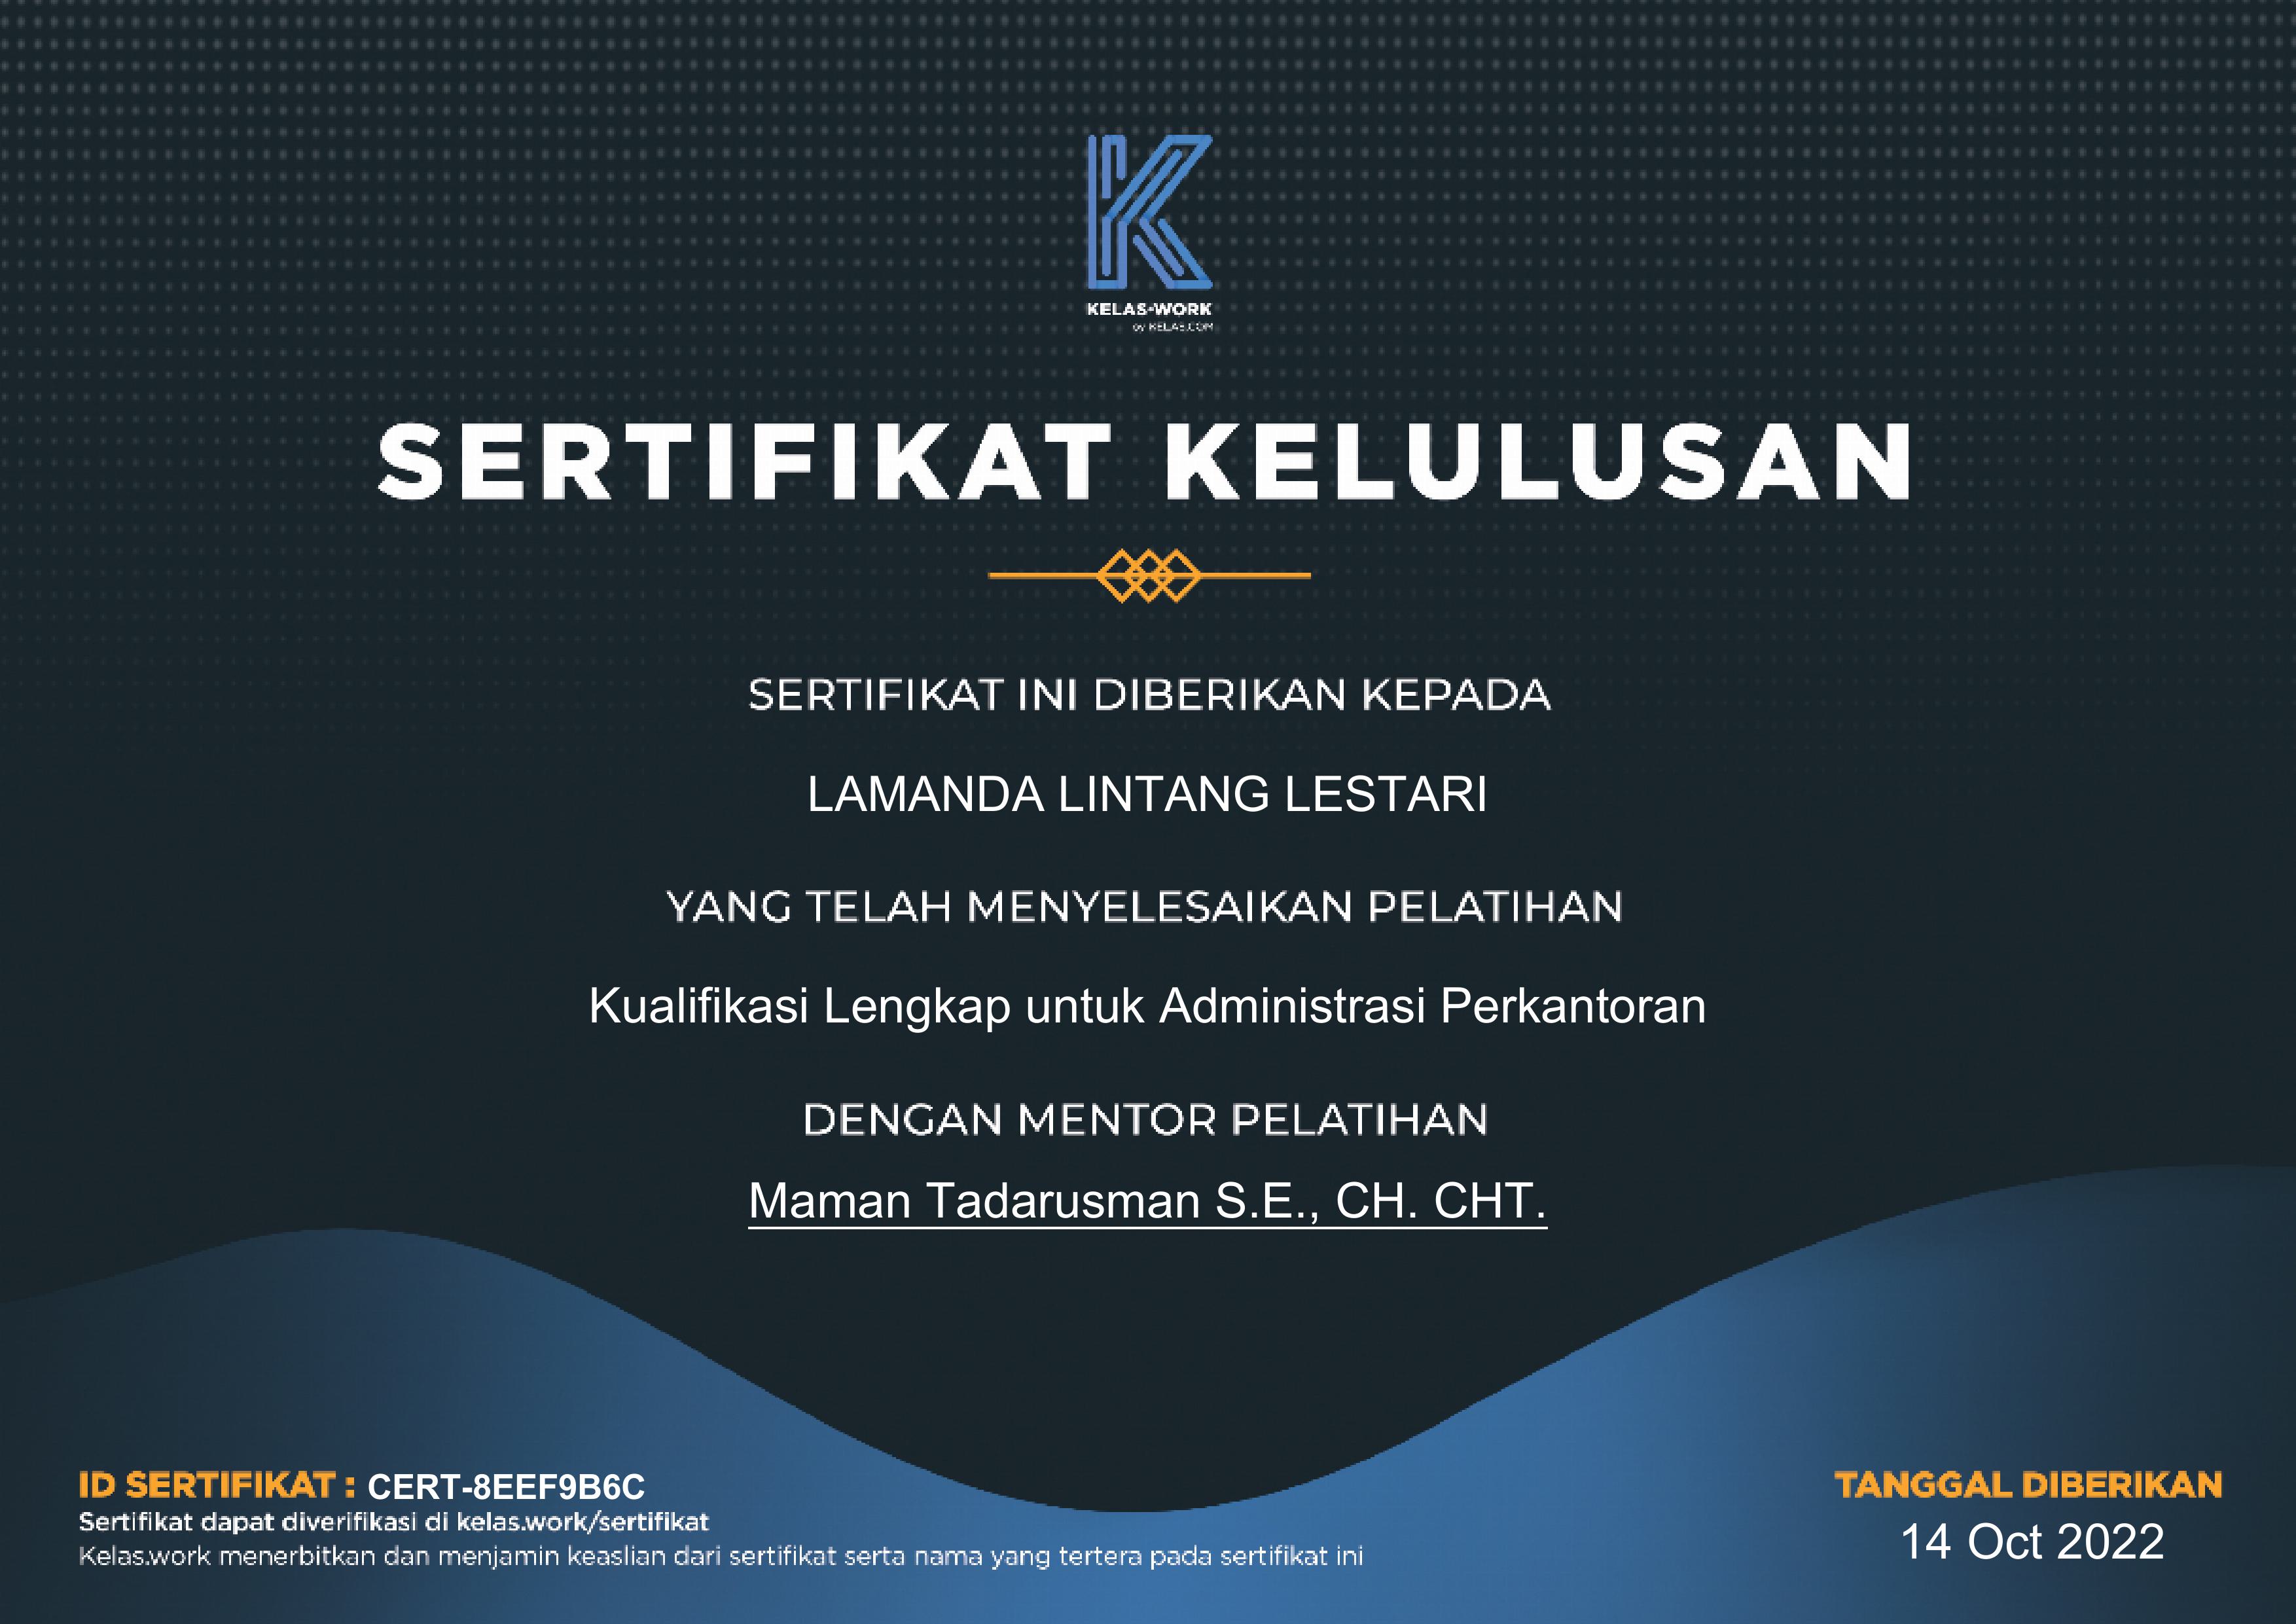 KELAS-WORK
by KELAS.COM
SERTIFIKAT KELULUSAN
SERTIFIKAT INI DIBERIKAN KEPADA
LAMANDA LINTANG LESTARI
YANG TELAH MENYELESAIKAN PELATIHAN
Kualifikasi Lengkap untuk Administrasi Perkantoran
DENGAN MENTOR PELATIHAN
Maman Tadarusman S.E., CH. CHT.
ID SERTIFIKAT : CERT-8EEF9B6C
Sertifikat dapat diverifikasi di kelas.work/sertifikat
Kelas.work menerbitkan dan menjamin keaslian dari sertifikat serta nama yang tertera pada sertifikat ini
TANGGAL DIBERIKAN
14 Oct 2022